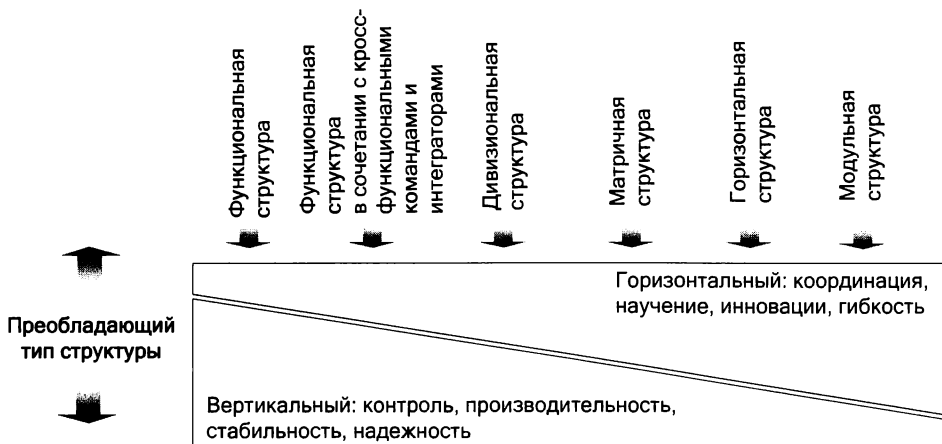 Функциональная
структура
Функциональная
структура
в сочетании с кросс-
функциональными
командами и
интеграторами
Дивизиональная
структура
Матричная
структура
Горизонтальная
структура
Модульная
структура
Горизонтальный: координация,
научение, инновации, гибкость
Преобладающий
тип структуры
Вертикальный: контроль, производительность,
стабильность, надежность